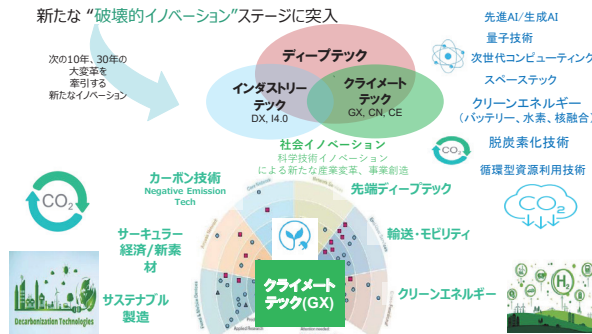 新たな “破壊的イノベーション”ステージに突入
次の10年、30年の
大変革を
牽引する
新たなイノベーション
ディープテック
インダストリー
テック
DX, I4.0
クライメート
テック
GX, CN, CE
社会イノベーション
科学技術イノベーション
による新たな産業変革、事業創造
先進AI/生成AI
量子技術
次世代コンピューティング
スペーステック
クリーンエネルギー
（バッテリー、水素、核融合）
CO2
脱炭素化技術
循環型資源利用技術
CO2
CO2
カーボン技術
Negative Emission
Tech
サーキュラー
経済/新素
材
サステナブル
製造
先端ディープテック
輸送・モビリティ
クリーンエネルギー
クライメート
テック(GX)
Decarbonization Technologies
H2